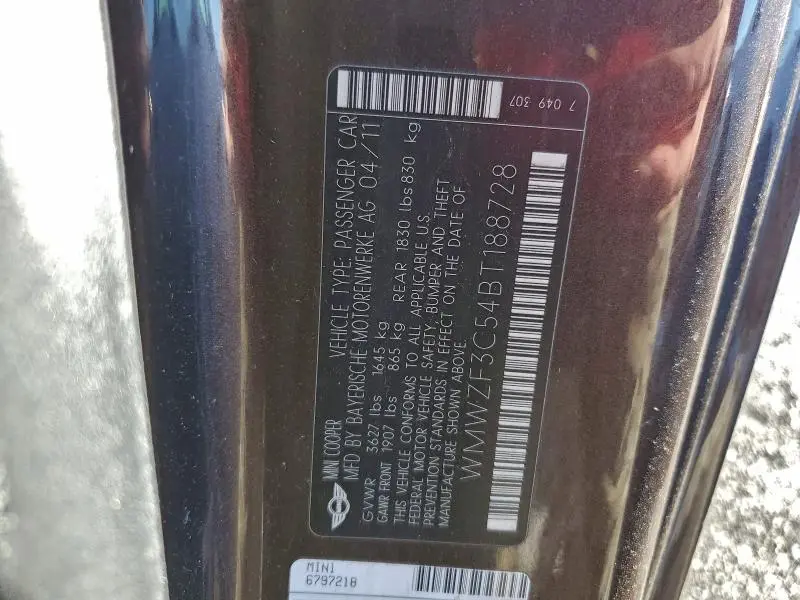 MINI COOPER VEHICLE TYPE: PASSENGER CAR
MFD BY BAYERISCHE MOTORENWERKE AG 04/11
GVWR 3627 lbs 1645 kg
GAWR FRONT 1907 lbs 865 kg REAR 1830 lbs 830 kg
THIS VEHICLE CONFORMS TO ALL APPLICABLE U.S.
FEDERAL MOTOR VEHICLE SAFETY, BUMPER AND THEFT
PREVENTION STANDARDS IN EFFECT ON THE DATE OF
MANUFACTURE SHOWN ABOVE.
WMWZF3C54BT188728
7 049 307
MINI
6797218